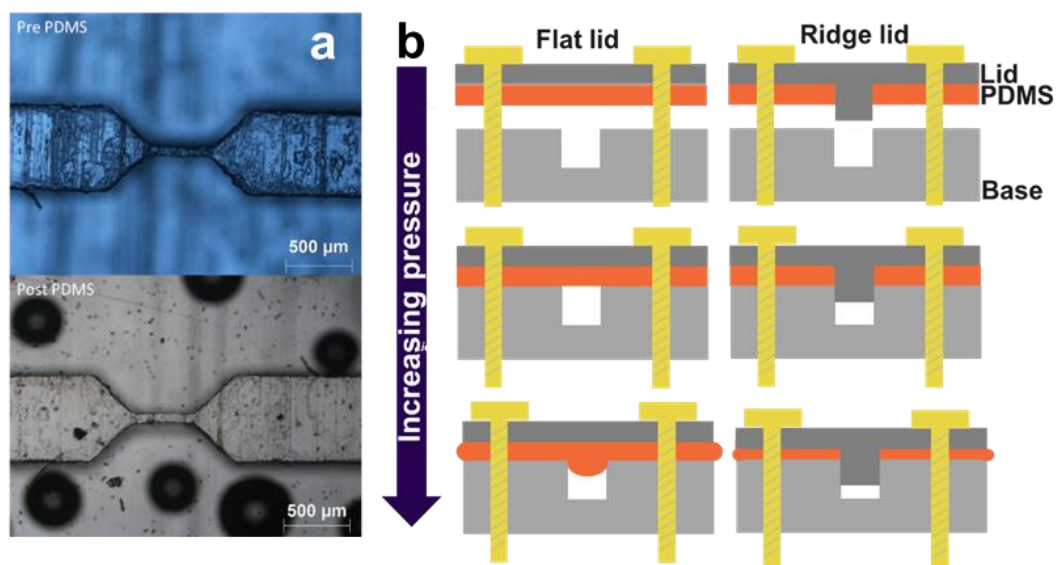 Pre PDMS
a
500 µm
Post PDMS
500 µm
b
Increasing pressure
Flat lid
Ridge lid
Lid
PDMS
Base